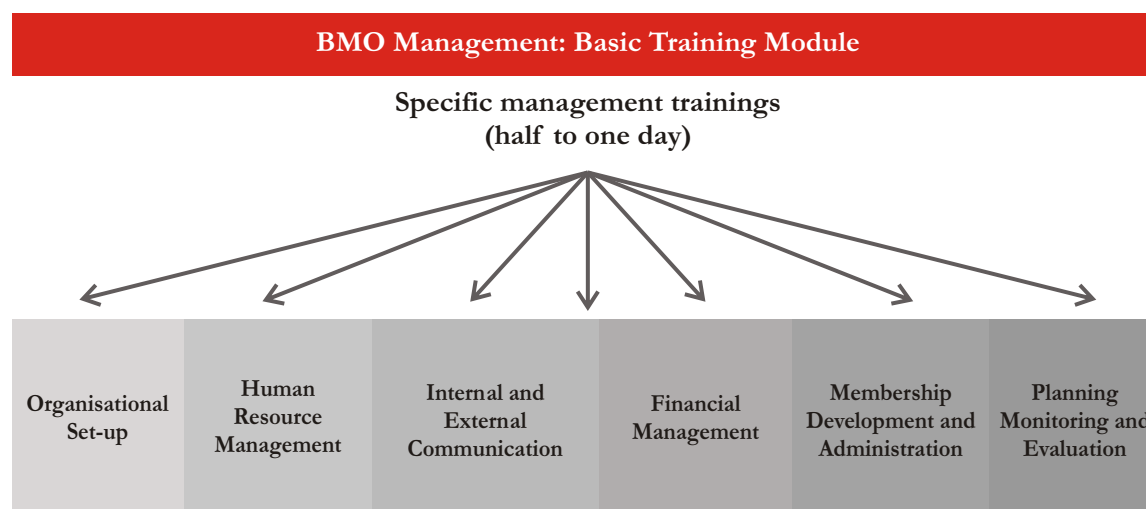 BMO Management: Basic Training Module
Specific management trainings
(half to one day)
Organisational
Set-up
Human
Resource
Management
Internal and
External
Communication
Financial
Management
Membership
Development and
Administration
Planning
Monitoring and
Evaluation